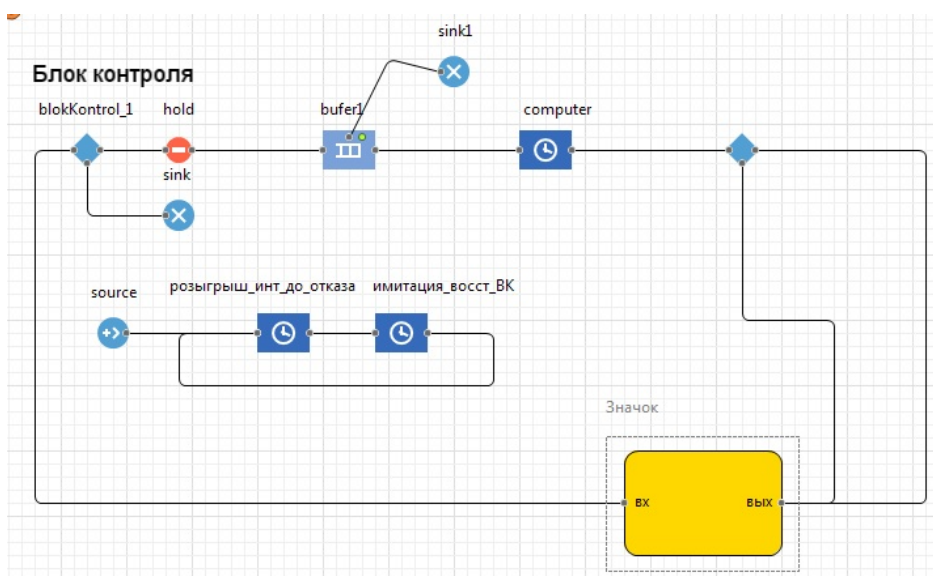 sink1
Блок контроля
blokKontrol_1
hold
bufer1
computer
sink
source
розыгрыш_инт_до_отказа
имитация_восст_ВК
Значок
вх
вых